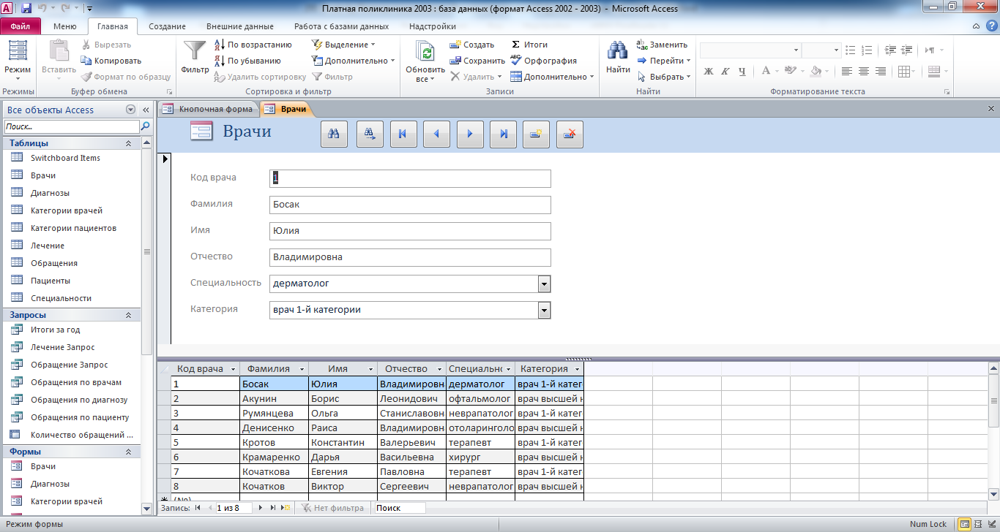 Платная поликлиника 2003 : база данных (формат Access 2002 - 2003) - Microsoft Access
Файл Меню Главная Создание Внешние данные Работа с базами данных Надстройки
Режим
Режимы
Вставить
Вырезать
Копировать
Формат по образцу
Буфер обмена
Фильтр
По возрастанию
По убыванию
Удалить сортировку
Выделение
Дополнительно
Фильтр
Сортировка и фильтр
Обновить
все
Создать
Сохранить
Удалить
Итоги
Орфография
Дополнительно
Записи
Найти
Заменить
Перейти
Выбрать
Найти
Ж К Ч
Форматирование текста
Все объекты Access
Поиск...
Таблицы
Switchboard Items
Врачи
Диагнозы
Категории врачей
Категории пациентов
Лечение
Обращения
Пациенты
Специальности
Запросы
Итоги за год
Лечение Запрос
Обращение Запрос
Обращения по врачам
Обращения по диагнозу
Обращения по пациенту
Количество обращений ...
Формы
Врачи
Диагнозы
Категории врачей
Кнопочная форма Врачи
Врачи
Код врача 1
Фамилия Босак
Имя Юлия
Отчество Владимировна
Специальность дерматолог
Категория врач 1-й категории
Код врача Фамилия Имя Отчество Специальнс Категория
1 Босак Юлия Владимировн дерматолог врач 1-й катег
2 Акунин Борис Леонидович офтальмолог врач высшей к
3 Румянцева Ольга Станиславовн неврапатолог врач 1-й катег
4 Денисенко Раиса Владимировн отоларинголо врач высшей к
5 Кротов Константин Валерьевич терапевт врач 1-й катег
6 Крамаренко Дарья Васильевна хирург врач высшей к
7 Кочаткова Евгения Павловна терапевт врач 1-й катег
8 Кочатков Виктор Сергеевич неврапатолог врач высшей к
(№)
Запись: 1 из 8 Нет фильтра Поиск
Режим формы Num Lock